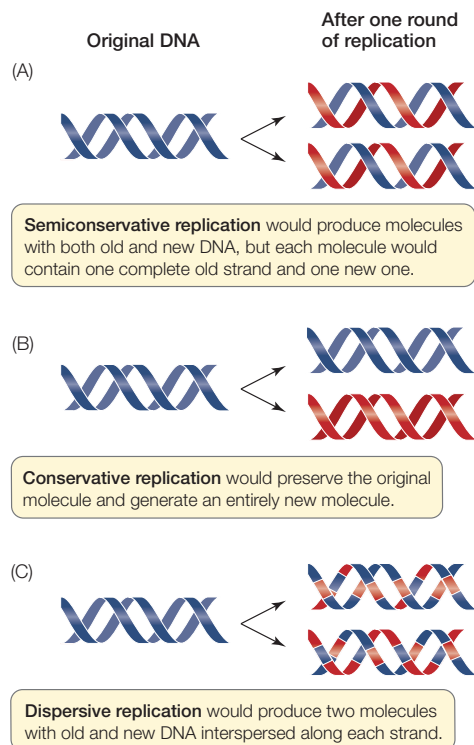 Original DNA
After one round
of replication
(A)
Semiconservative replication would produce molecules
with both old and new DNA, but each molecule would
contain one complete old strand and one new one.
(B)
Conservative replication would preserve the original
molecule and generate an entirely new molecule.
(C)
Dispersive replication would produce two molecules
with old and new DNA interspersed along each strand.